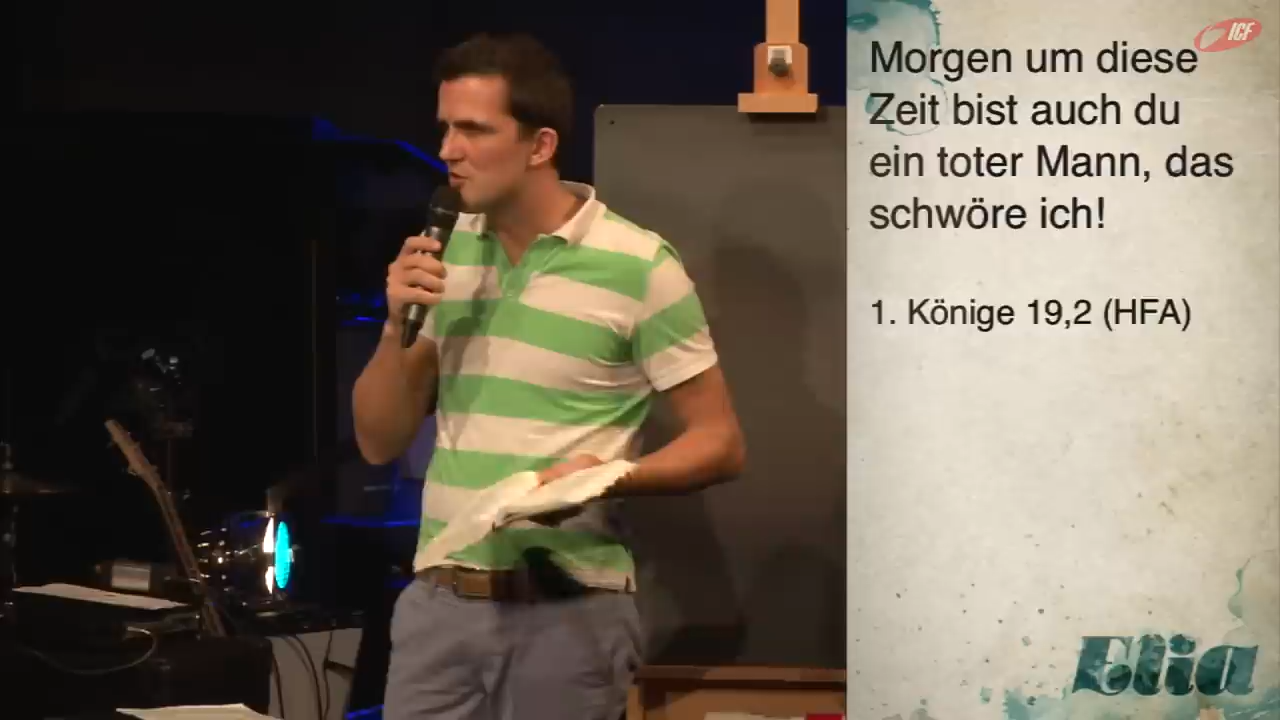 ICF
Morgen um diese
Zeit bist auch du
ein toter Mann, das
schwöre ich!
1. Könige 19,2 (HFA)
Elia